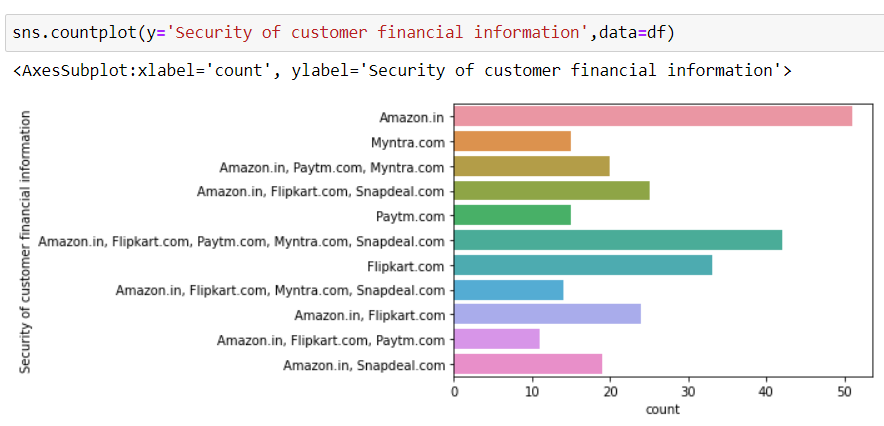 sns.countplot(y='Security of customer financial information',data=df)
<AxesSubplot:xlabel='count', ylabel='Security of customer financial information'>
Security of customer financial information
Amazon.in
Myntra.com
Amazon.in, Paytm.com, Myntra.com
Amazon.in, Flipkart.com, Snapdeal.com
Paytm.com
Amazon.in, Flipkart.com, Paytm.com, Myntra.com, Snapdeal.com
Flipkart.com
Amazon.in, Flipkart.com, Myntra.com, Snapdeal.com
Amazon.in, Flipkart.com
Amazon.in, Flipkart.com, Paytm.com
Amazon.in, Snapdeal.com
0 10 20 30 40 50
count